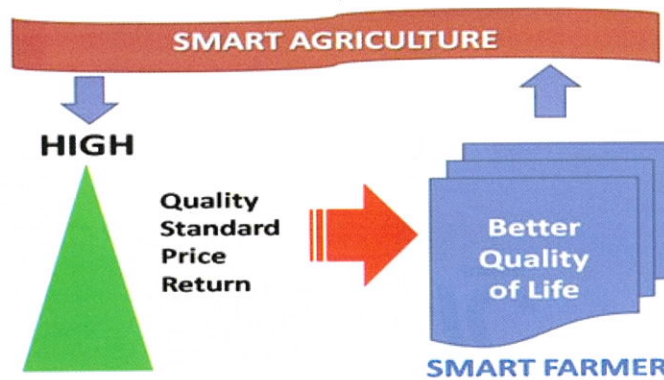 SMART AGRICULTURE
HIGH
Quality
Standard
Price
Return
Better
Quality
of Life
SMART FARMER